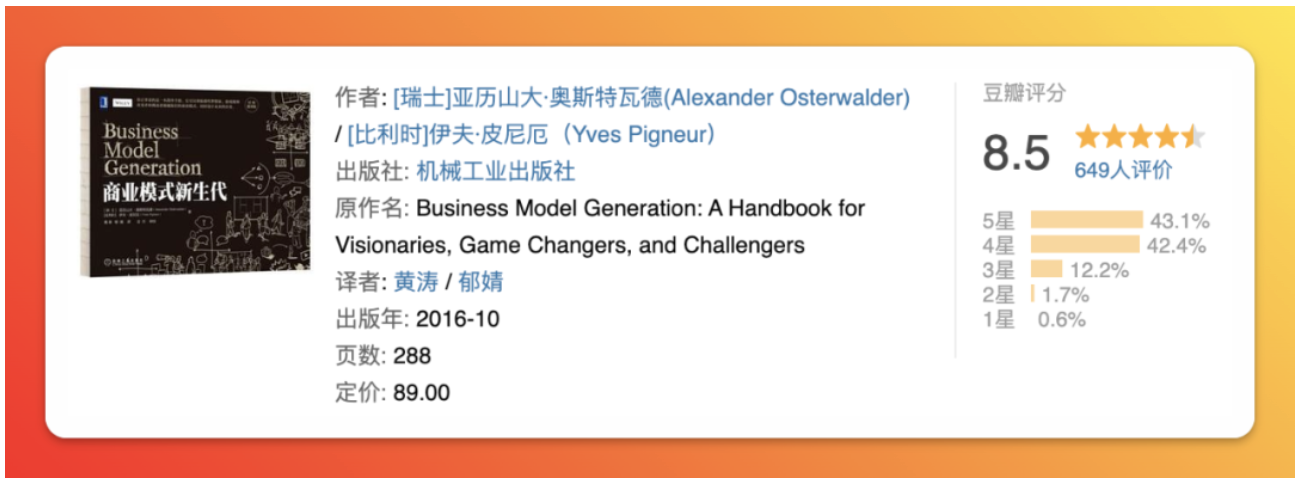 Business
Model
Generation
商业模式新生代
作者: [瑞士]亚历山大·奥斯特瓦德(Alexander Osterwalder)
/ [比利时]伊夫·皮尼厄（Yves Pigneur）
出版社: 机械工业出版社
原作名: Business Model Generation: A Handbook for
Visionaries, Game Changers, and Challengers
译者: 黄涛 / 郁婧
出版年: 2016-10
页数: 288
定价: 89.00
豆瓣评分
8.5
649人评价
5星 43.1%
4星 42.4%
3星 12.2%
2星 1.7%
1星 0.6%